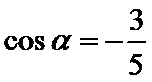 cos α = −3/5